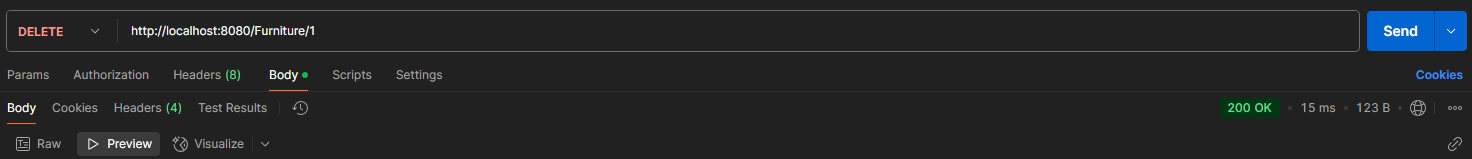 DELETE http://localhost:8080/Furniture/1 Send
Params Authorization Headers (8) Body Scripts Settings Cookies
Body Cookies Headers (4) Test Results 200 OK 15 ms 123 B
Raw Preview Visualize